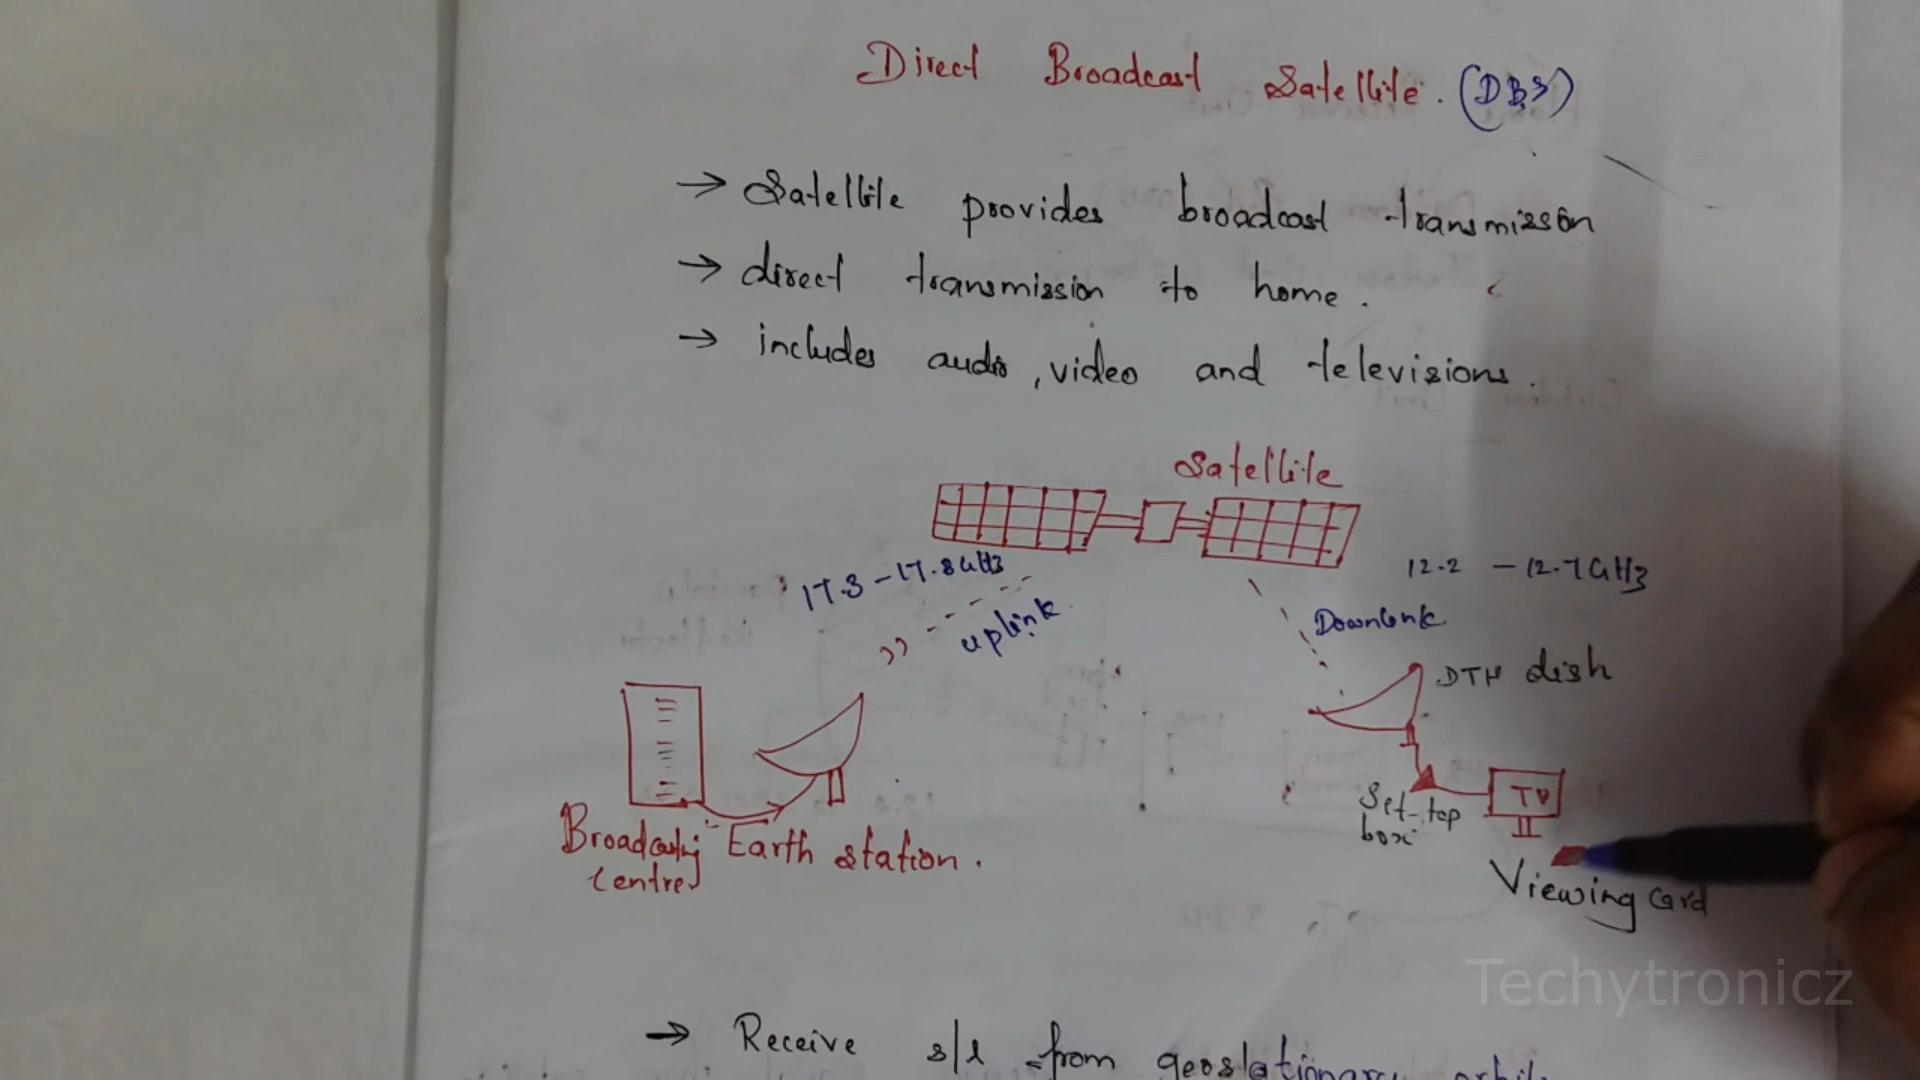 Direct Broadcast Satellite. (DBS)
→ Satellite provides broadcast transmission
→ direct transmission to home.
→ includes audio, video and televisions.
Satellite
17.3 - 17.8 GHz
uplink
12.2 - 12.7 GHz
Downlink
DTH dish
Set-top
box
TV
Broadcasting
centre
Earth station.
Viewing card
Techytronicz
→ Receive s/l from geostationary orbit